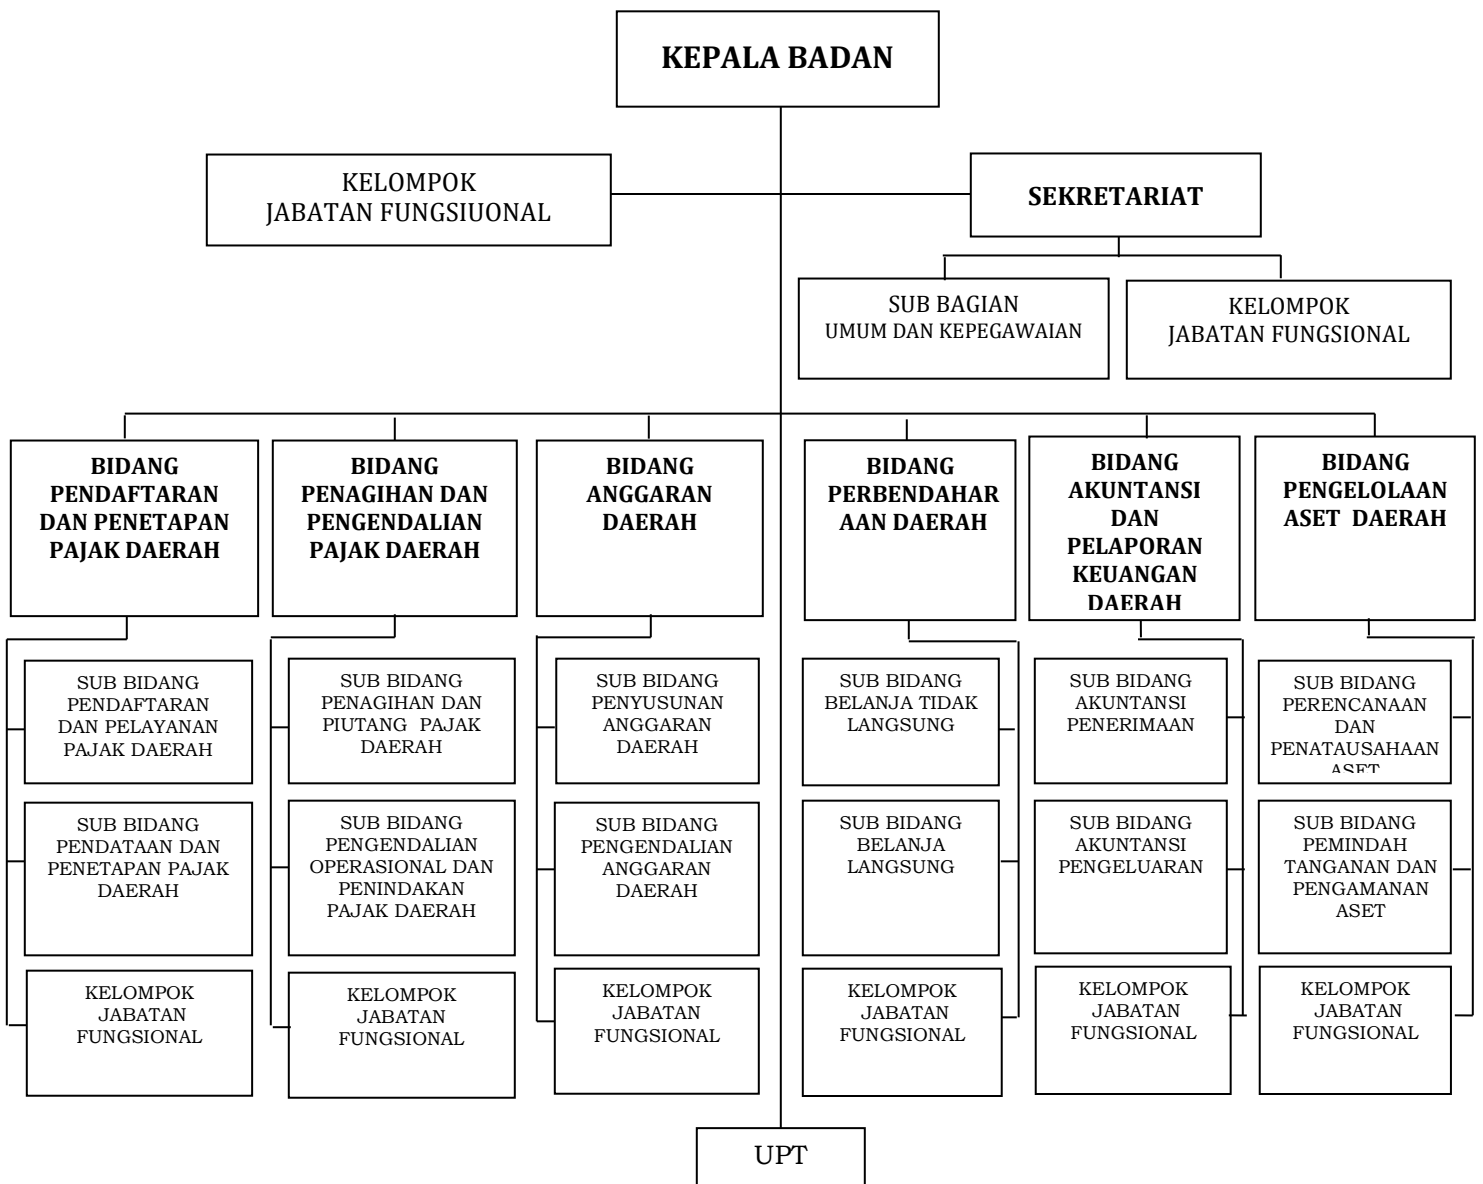 KEPALA BADAN
KELOMPOK
JABATAN FUNGSIUONAL
SEKRETARIAT
SUB BAGIAN
UMUM DAN KEPEGAWAIAN
KELOMPOK
JABATAN FUNGSIONAL
BIDANG
PENDAFTARAN
DAN PENETAPAN
PAJAK DAERAH
BIDANG
PENAGIHAN DAN
PENGENDALIAN
PAJAK DAERAH
BIDANG
ANGGARAN
DAERAH
BIDANG
PERBENDAHAR
AAN DAERAH
BIDANG
AKUNTANSI
DAN
PELAPORAN
KEUANGAN
DAERAH
BIDANG
PENGELOLAAN
ASET DAERAH
SUB BIDANG
PENDAFTARAN
DAN PELAYANAN
PAJAK DAERAH
SUB BIDANG
PENAGIHAN DAN
PIUTANG PAJAK
DAERAH
SUB BIDANG
PENYUSUNAN
ANGGARAN
DAERAH
SUB BIDANG
BELANJA TIDAK
LANGSUNG
SUB BIDANG
AKUNTANSI
PENERIMAAN
SUB BIDANG
PERENCANAAN
DAN
PENATAUSAHAAN
ASET
SUB BIDANG
PENDATAAN DAN
PENETAPAN PAJAK
DAERAH
SUB BIDANG
PENGENDALIAN
OPERASIONAL DAN
PENINDAKAN
PAJAK DAERAH
SUB BIDANG
PENGENDALIAN
ANGGARAN
DAERAH
SUB BIDANG
BELANJA
LANGSUNG
SUB BIDANG
AKUNTANSI
PENGELUARAN
SUB BIDANG
PEMINDAH
TANGANAN DAN
PENGAMANAN
ASET
KELOMPOK
JABATAN
FUNGSIONAL
KELOMPOK
JABATAN
FUNGSIONAL
KELOMPOK
JABATAN
FUNGSIONAL
KELOMPOK
JABATAN
FUNGSIONAL
KELOMPOK
JABATAN
FUNGSIONAL
KELOMPOK
JABATAN
FUNGSIONAL
UPT